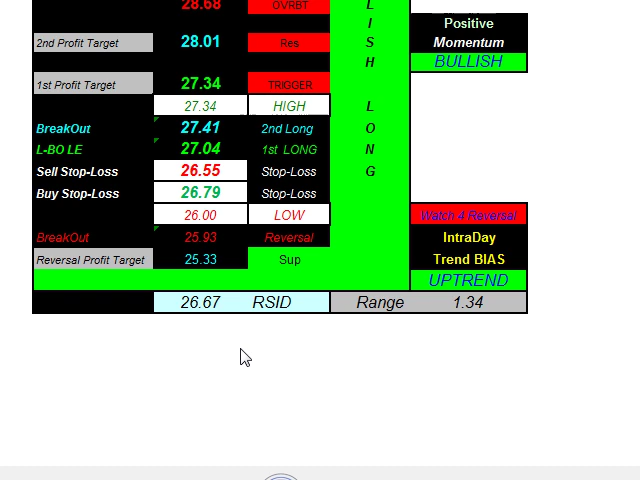 28.68 OVRBT L
I Positive
2nd Profit Target 28.01 Res S Momentum
H BULLISH
1st Profit Target 27.34 TRIGGER
27.34 HIGH L
BreakOut 27.41 2nd Long O
L-BO LE 27.04 1st LONG N
Sell Stop-Loss 26.55 Stop-Loss G
Buy Stop-Loss 26.79 Stop-Loss
26.00 LOW Watch 4 Reversal
BreakOut 25.93 Reversal IntraDay
Reversal Profit Target 25.33 Sup Trend BIAS
UPTREND
26.67 RSID Range 1.34